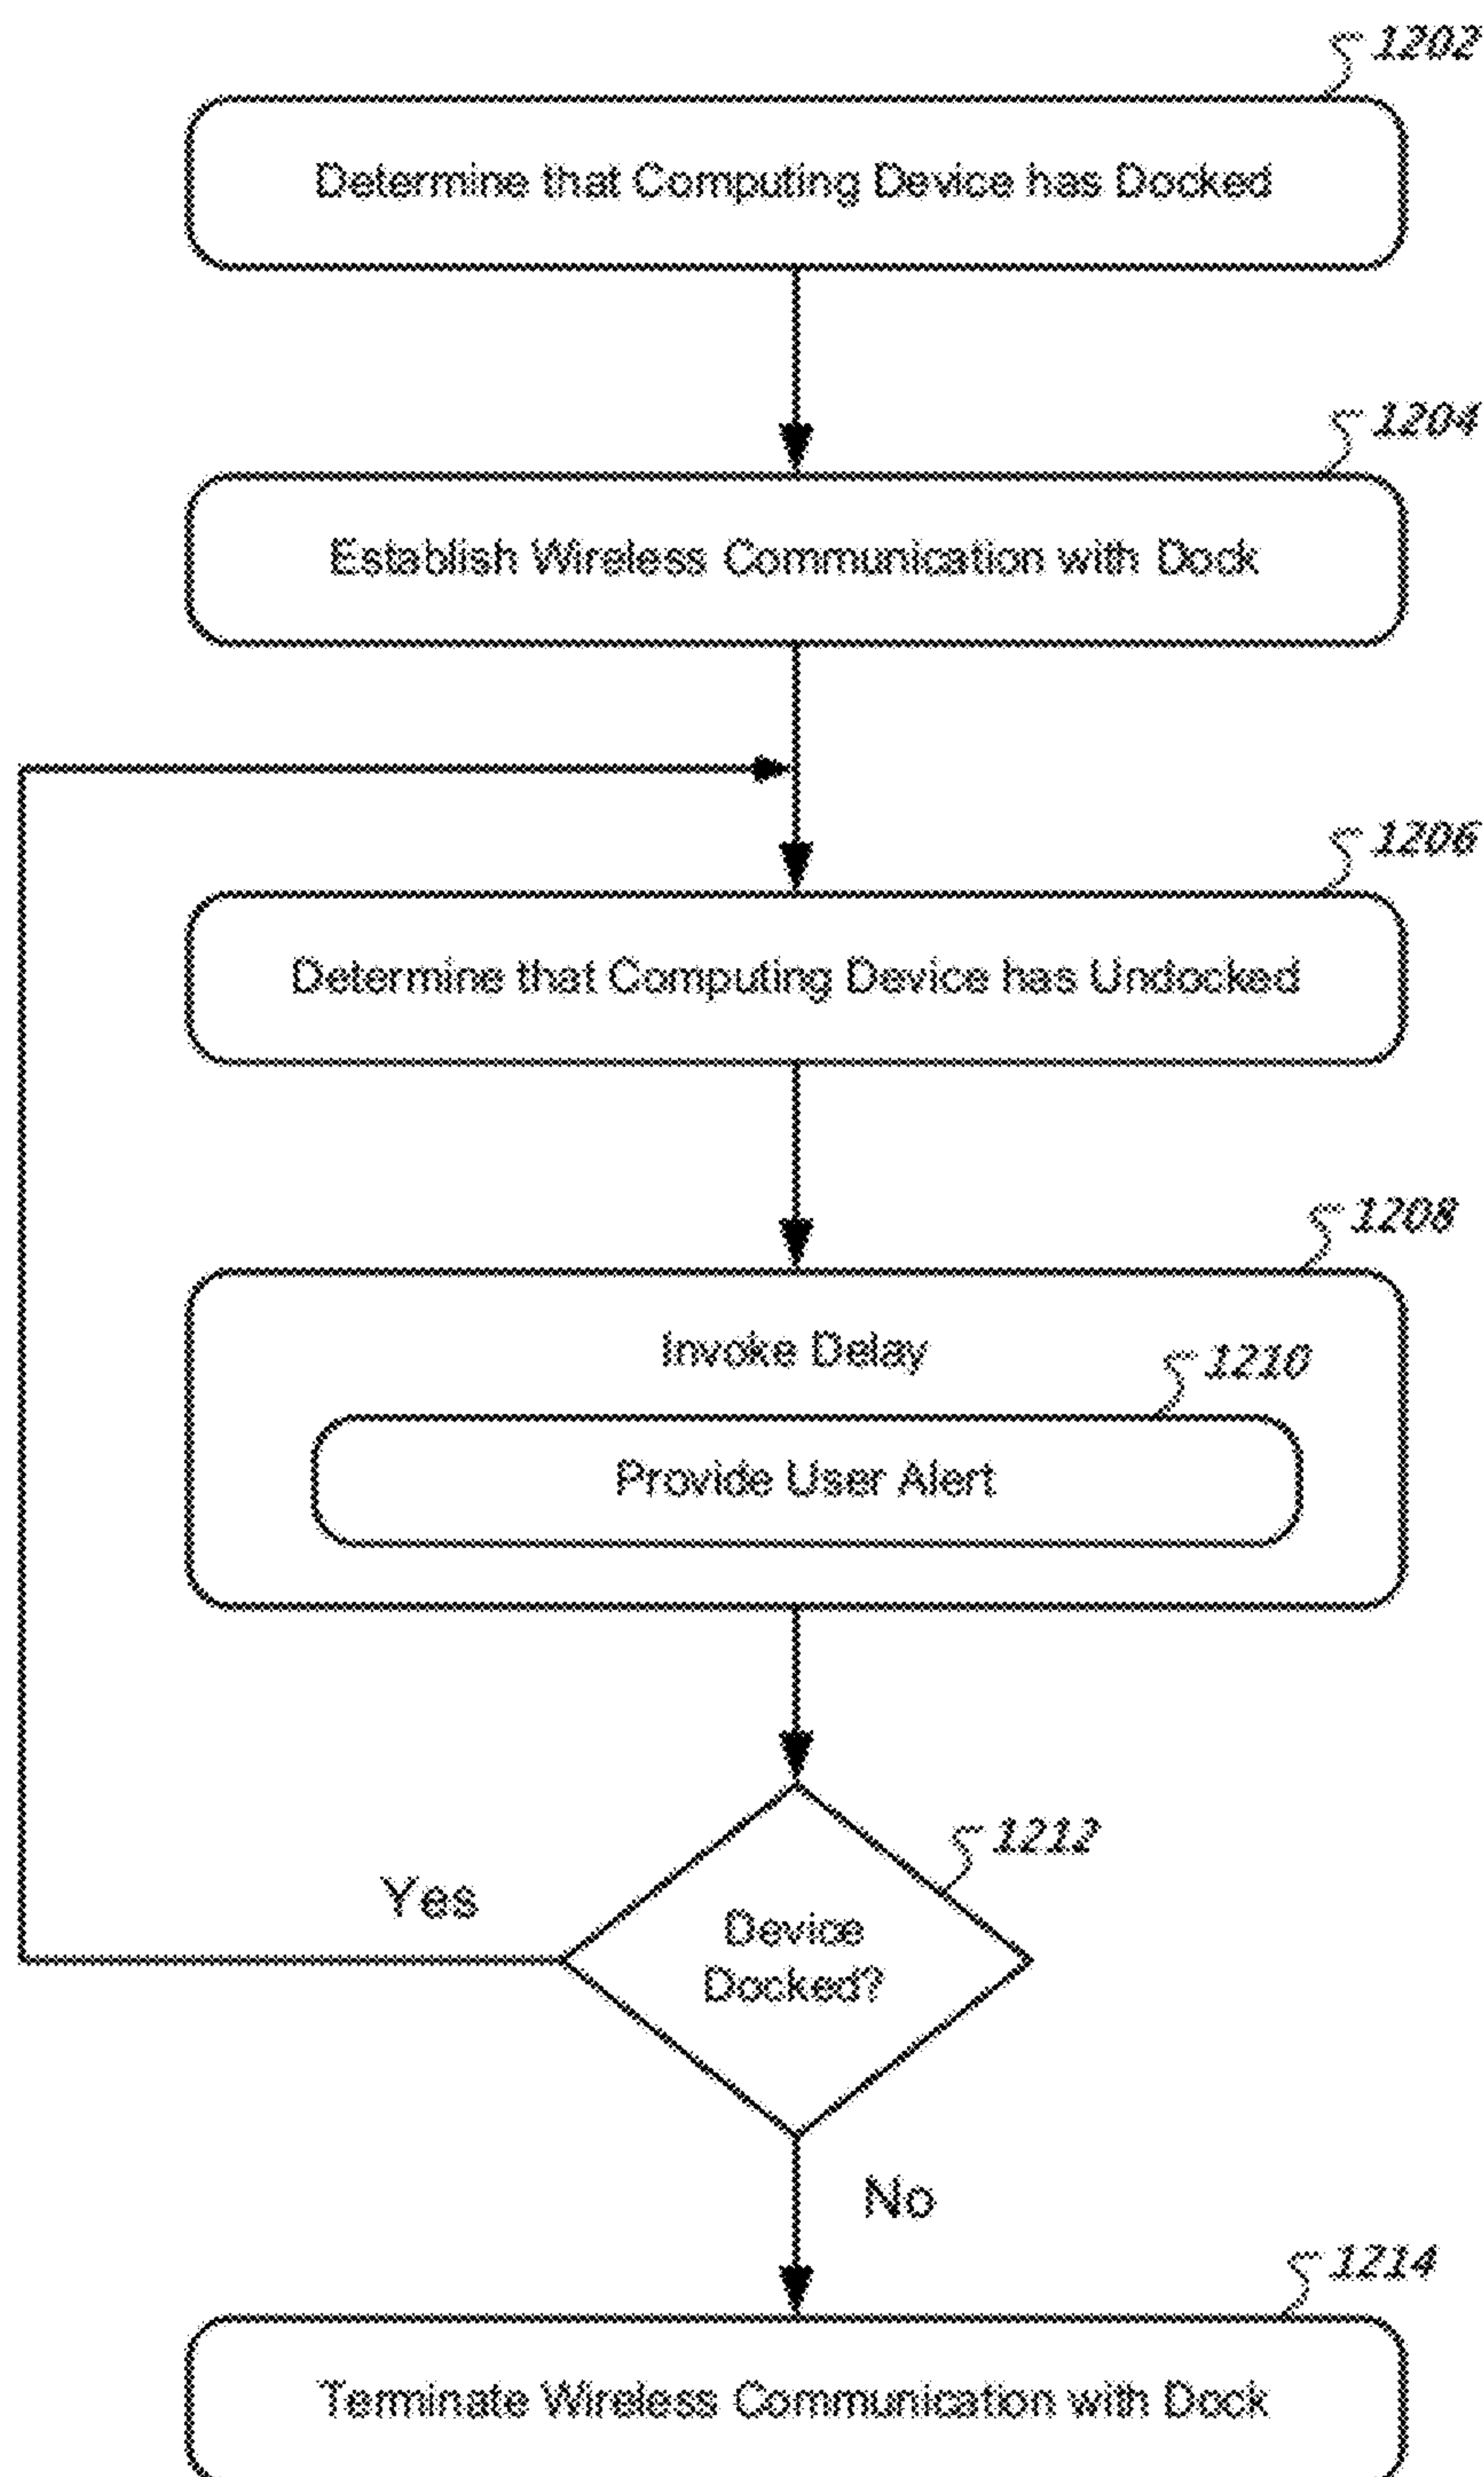 1202
Determine that Computing Device has Docked
1204
Establish Wireless Communication with Dock
1206
Determine that Computing Device has Undocked
1208
Invoke Delay
1210
Provide User Alert
1212
Device
Docked?
Yes
No
1214
Terminate Wireless Communication with Dock